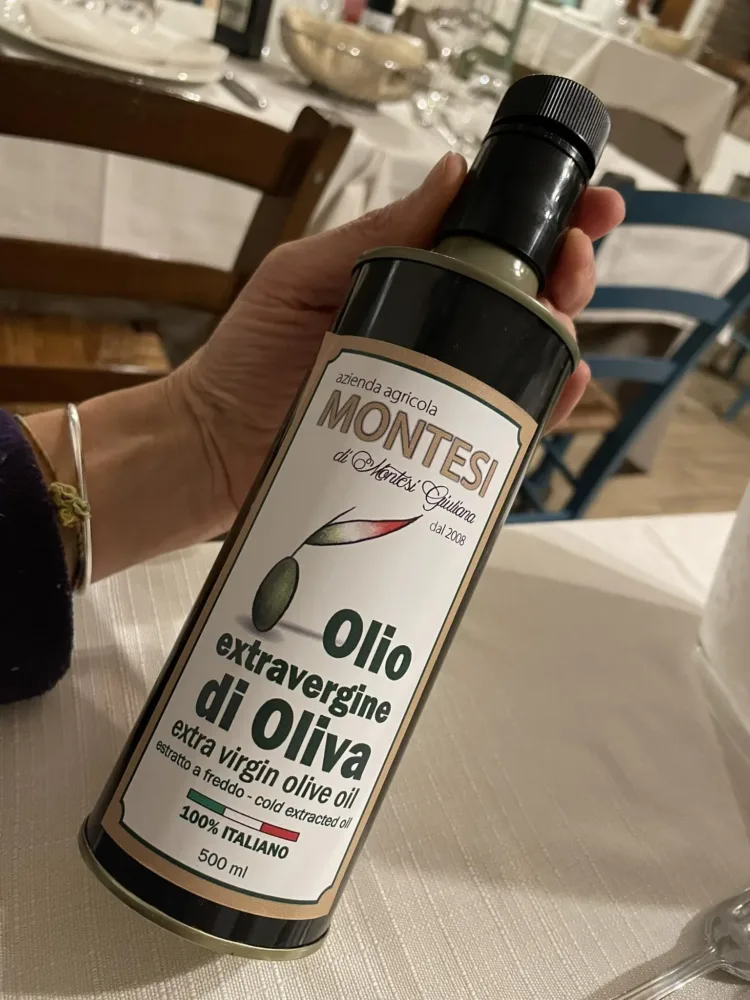 azienda agricola
MONTESI
di Montesi Giuliana
dal 2008
Olio
extravergine
di Oliva
extra virgin olive oil
estratto a freddo - cold extracted oil
100% ITALIANO
500 ml